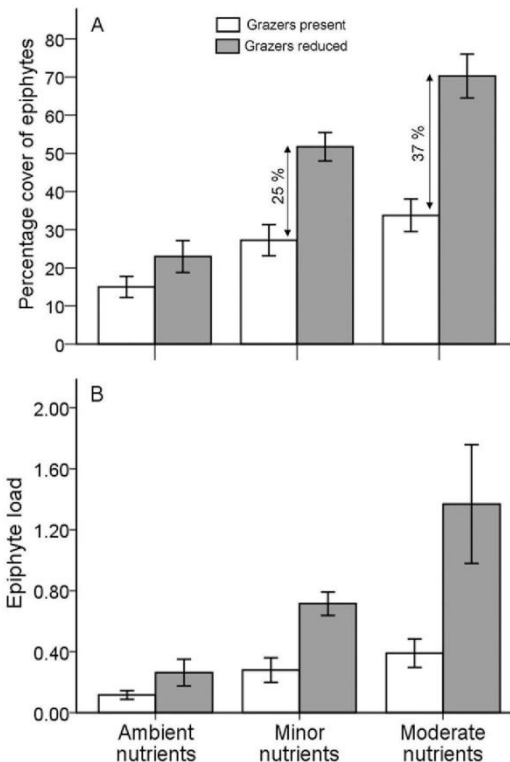 A
Grazers present
Grazers reduced
Percentage cover of epiphytes
80
70
60
50
40
30
20
10
0
25 %
37 %
B
Epiphyte load
2.00
1.60
1.20
0.80
0.40
0.00
Ambient
nutrients
Minor
nutrients
Moderate
nutrients